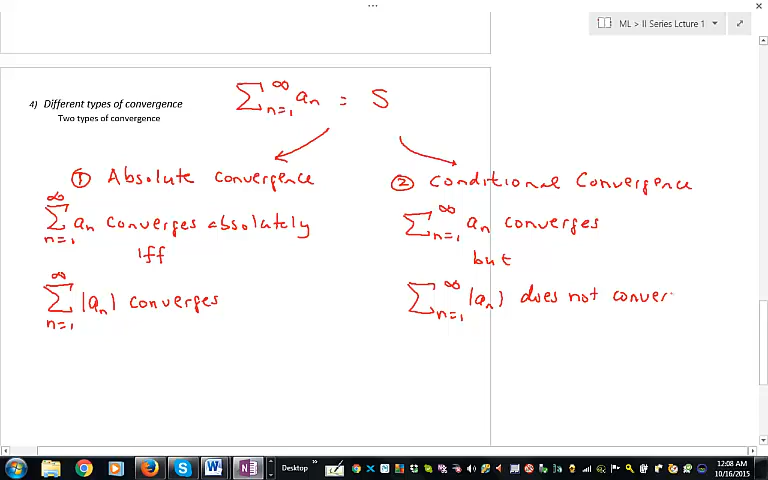 ML > II Series Lcture 1
4) Different types of convergence
Two types of convergence
∑_{n=1}^{∞} a_n = S
① Absolute convergence
② Conditional Convergence
∑_{n=1}^{∞} a_n converges absolutely
iff
∑_{n=1}^{∞} |a_n| converges
∑_{n=1}^{∞} a_n converges
but
∑_{n=1}^{∞} |a_n| does not conver
Desktop
12:08 AM
10/16/2015